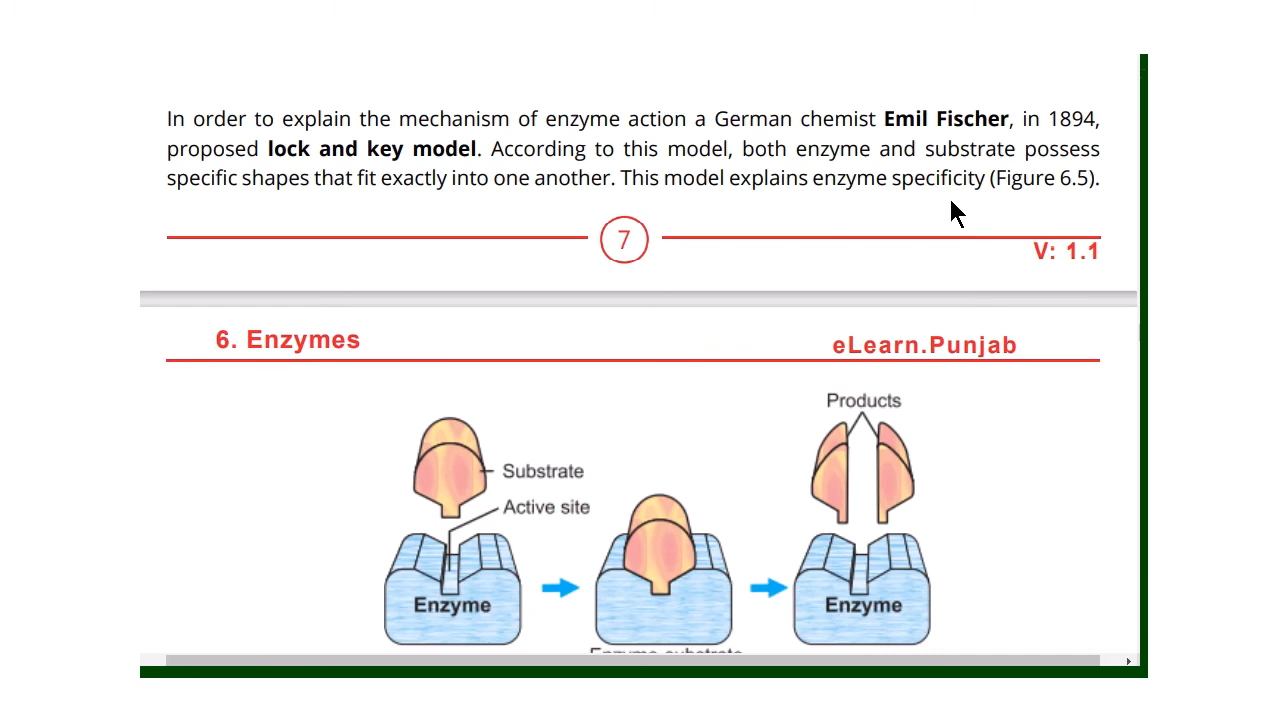 In order to explain the mechanism of enzyme action a German chemist Emil Fischer, in 1894,
proposed lock and key model. According to this model, both enzyme and substrate possess
specific shapes that fit exactly into one another. This model explains enzyme specificity (Figure 6.5).
7
V: 1.1
6. Enzymes
eLearn.Punjab
Products
Substrate
Active site
Enzyme
Enzyme
Enzyme substrate